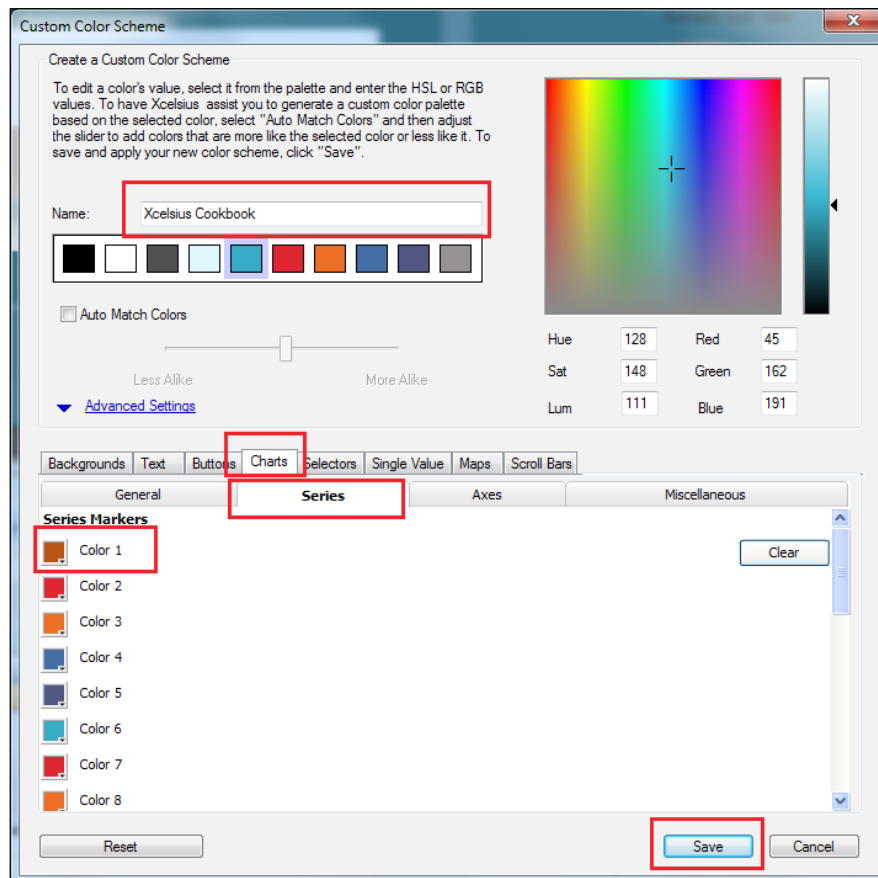 Custom Color Scheme
Create a Custom Color Scheme
To edit a color's value, select it from the palette and enter the HSL or RGB
values. To have Xcelsius assist you to generate a custom color palette
based on the selected color, select "Auto Match Colors" and then adjust
the slider to add colors that are more like the selected color or less like it. To
save and apply your new color scheme, click "Save".
Name: Xcelsius Cookbook
Auto Match Colors
Less Alike More Alike
Advanced Settings
Hue 128 Red 45
Sat 148 Green 162
Lum 111 Blue 191
Backgrounds Text Buttons Charts Selectors Single Value Maps Scroll Bars
General Series Axes Miscellaneous
Series Markers
Color 1 Clear
Color 2
Color 3
Color 4
Color 5
Color 6
Color 7
Color 8
Reset Save Cancel